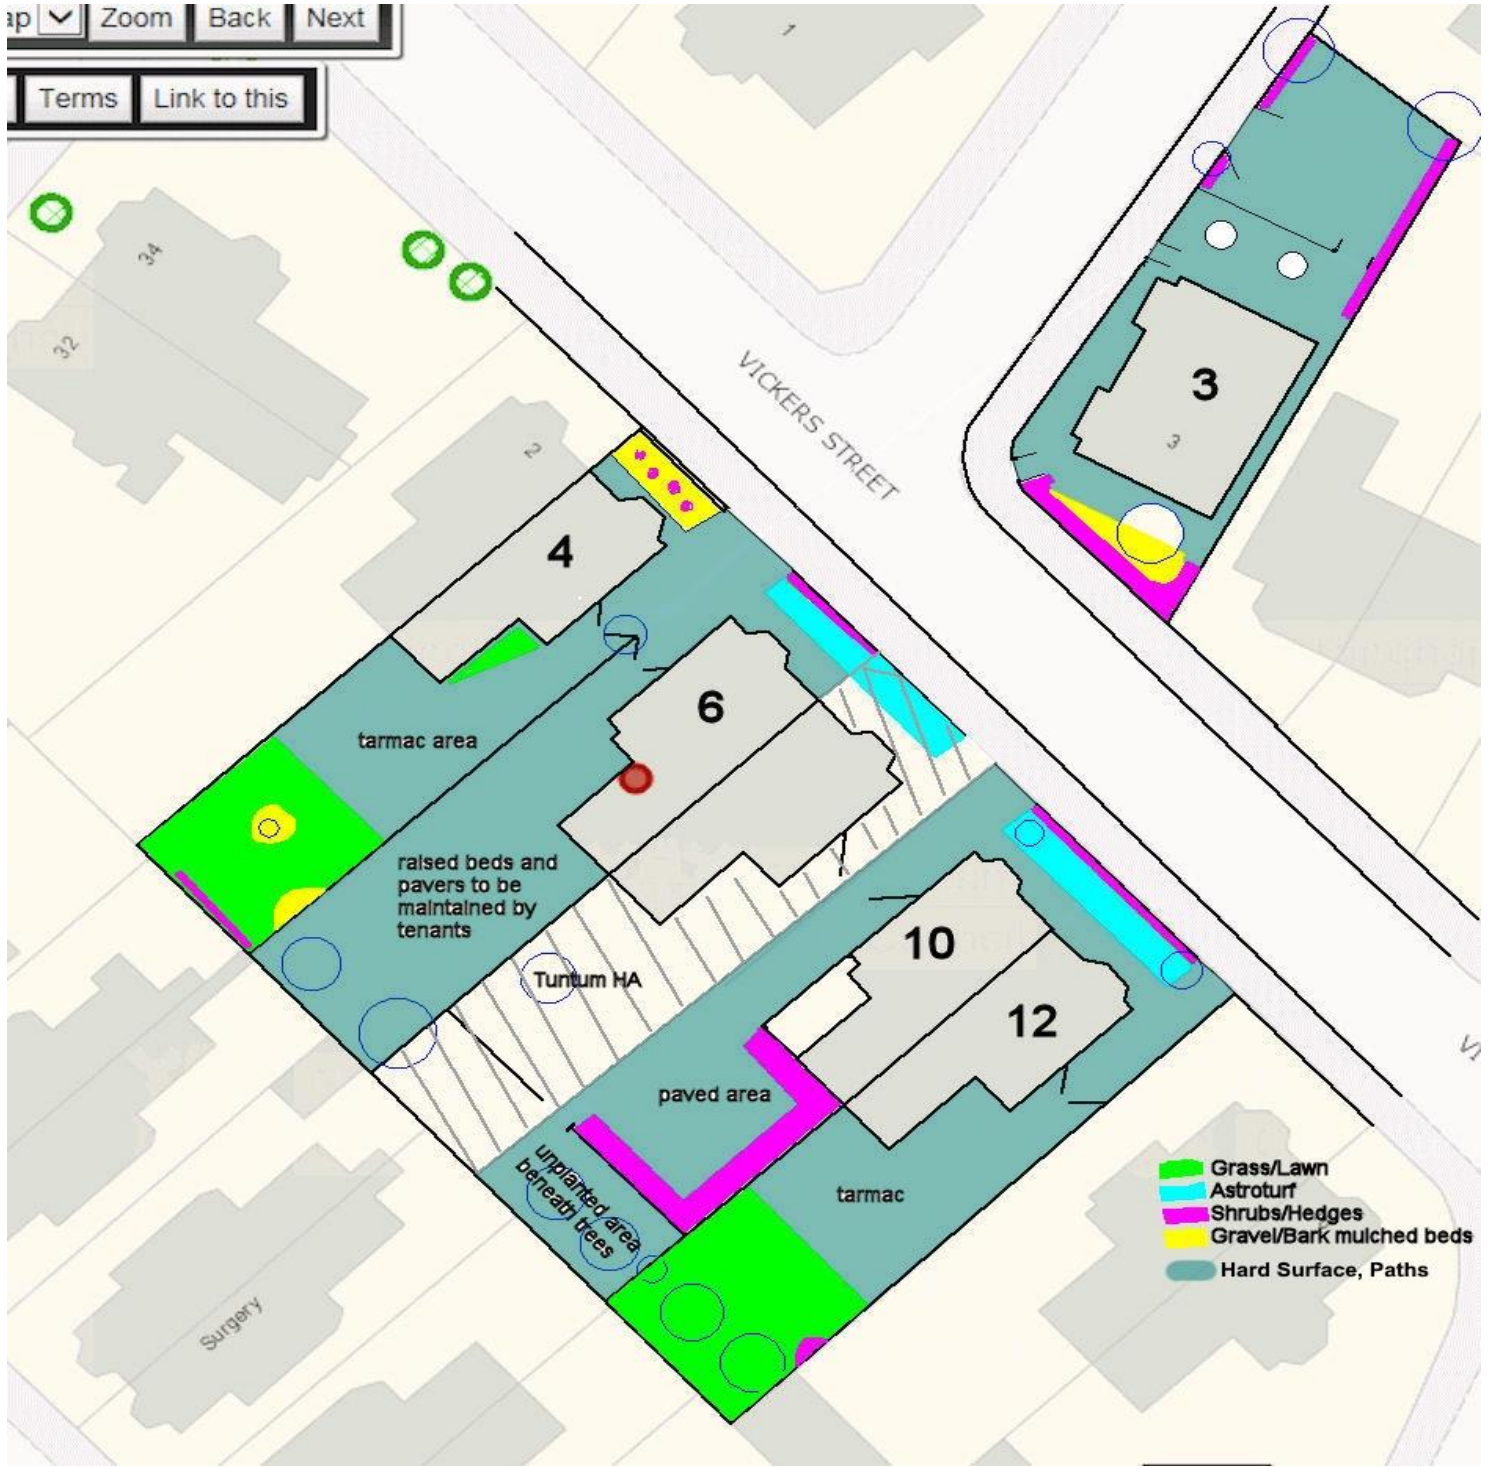 ap Zoom Back Next
Terms Link to this
1
34
32
2
VICKERS STREET
3
3
4
6
tarmac area
raised beds and
pavers to be
maintained by
tenants
Tuntum HA
10
12
paved area
unplanted area
beneath trees
tarmac
Surgery
Grass/Lawn
Astroturf
Shrubs/Hedges
Gravel/Bark mulched beds
Hard Surface, Paths